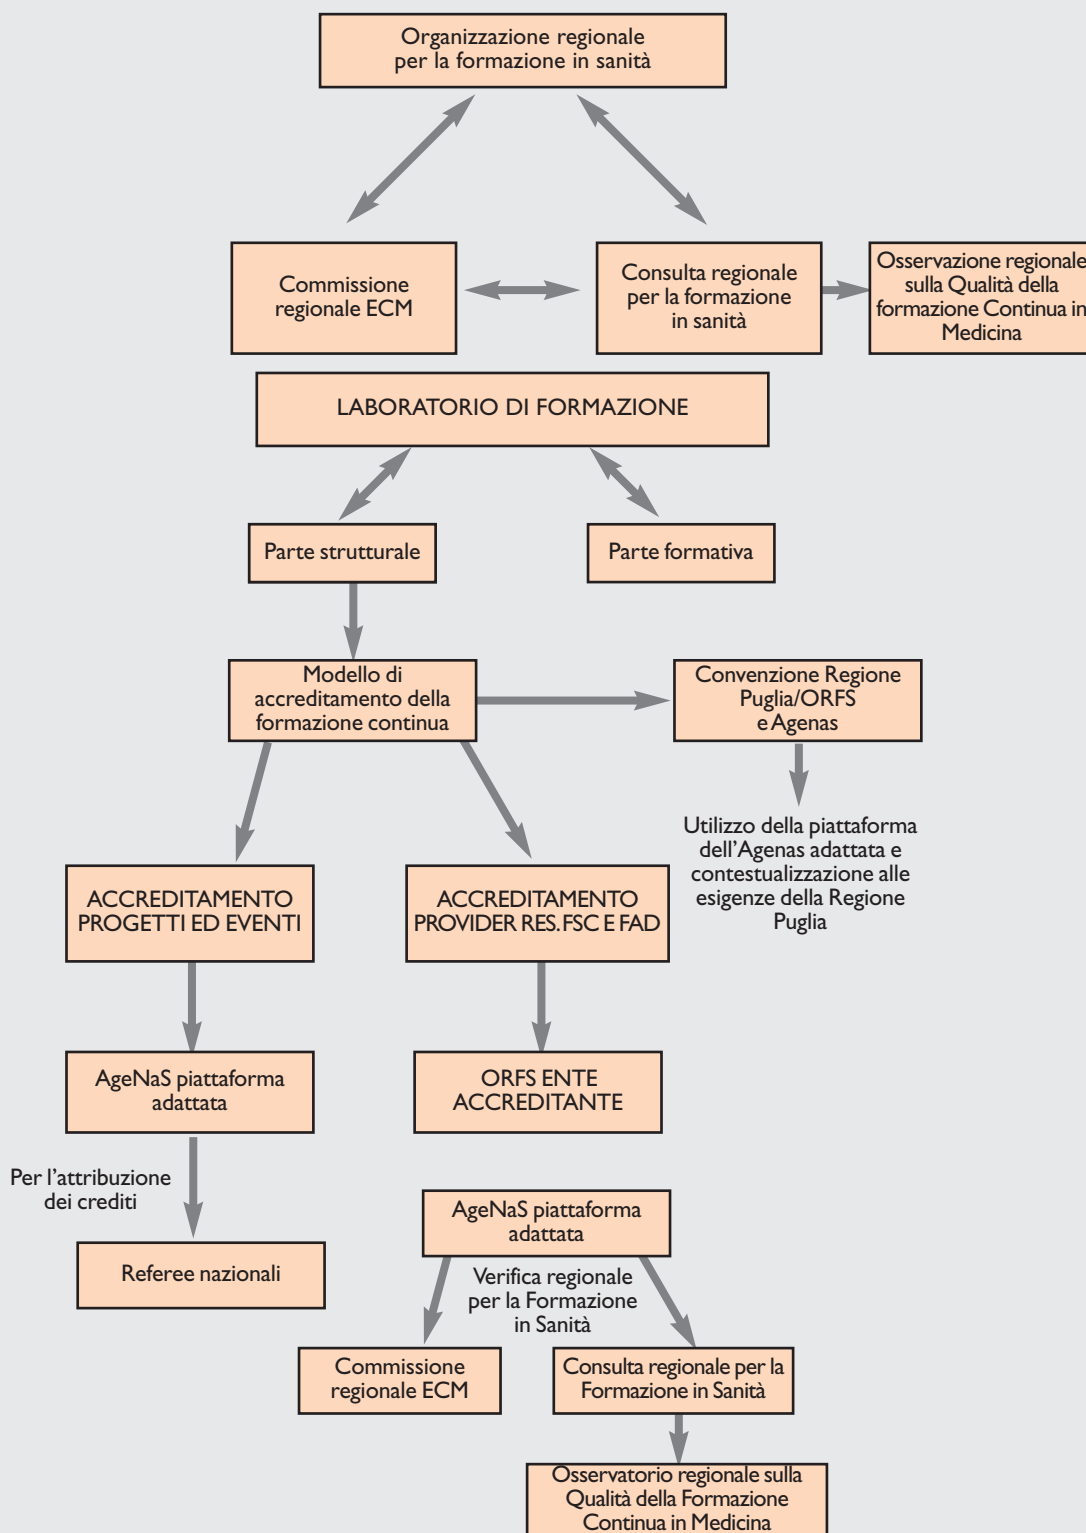 Organizzazione regionale
per la formazione in sanità
Commissione
regionale ECM
Consulta regionale
per la formazione
in sanità
Osservazione regionale
sulla Qualità della
formazione Continua in
Medicina
LABORATORIO DI FORMAZIONE
Parte strutturale
Parte formativa
Modello di
accreditamento della
formazione continua
Convenzione Regione
Puglia/ORFS
e Agenas
Utilizzo della piattaforma
dell'Agenas adattata e
contestualizzazione alle
esigenze della Regione
Puglia
ACCREDITAMENTO
PROGETTI ED EVENTI
ACCREDITAMENTO
PROVIDER RES. FSC E FAD
AgeNaS piattaforma
adattata
ORFS ENTE
ACCREDITANTE
Per l'attribuzione
dei crediti
Referee nazionali
AgeNaS piattaforma
adattata
Verifica regionale
per la Formazione
in Sanità
Commissione
regionale ECM
Consulta regionale per la
Formazione in Sanità
Osservatorio regionale sulla
Qualità della Formazione
Continua in Medicina